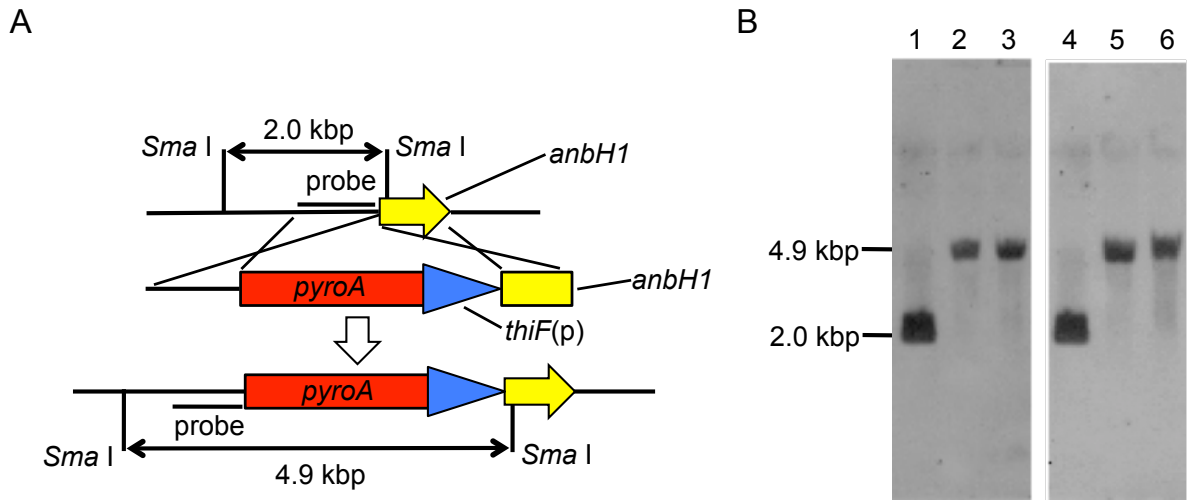 A
2.0 kbp
Sma I
Sma I
anbH1
probe
pyroA
anbH1
thiF(p)
pyroA
probe
Sma I
Sma I
4.9 kbp
B
1 2 3 4 5 6
4.9 kbp
2.0 kbp